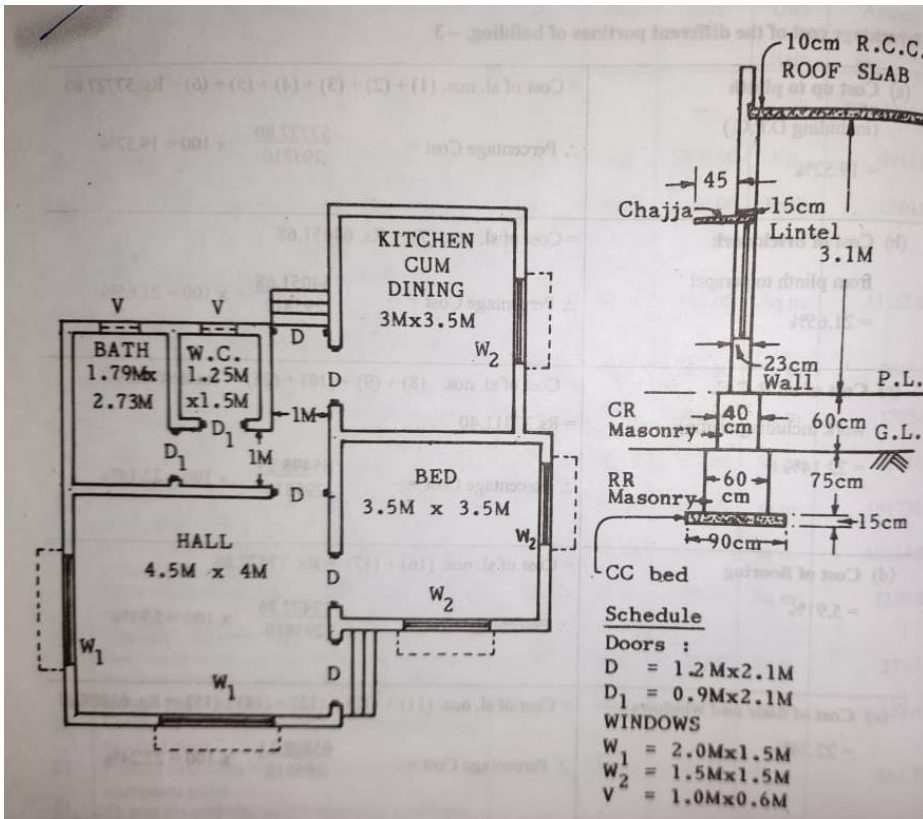 10cm R.C.C.
ROOF SLAB
45
Chajja
15cm
Lintel
3.1M
23cm
Wall
P.L.
CR
Masonry
40
cm
60cm
G.L.
RR
Masonry
60
cm
75cm
15cm
90cm
CC bed
KITCHEN
CUM
DINING
3Mx3.5M
W2
V
V
D
BATH
1.79Mx
2.73M
W.C.
1.25M
x1.5M
D
D1
1M
D
D1
1M
BED
3.5M x 3.5M
D
W2
HALL
4.5M x 4M
D
W2
W1
D
W1
Schedule
Doors :
D = 1.2Mx2.1M
D1 = 0.9Mx2.1M
WINDOWS
W1 = 2.0Mx1.5M
W2 = 1.5Mx1.5M
V = 1.0Mx0.6M